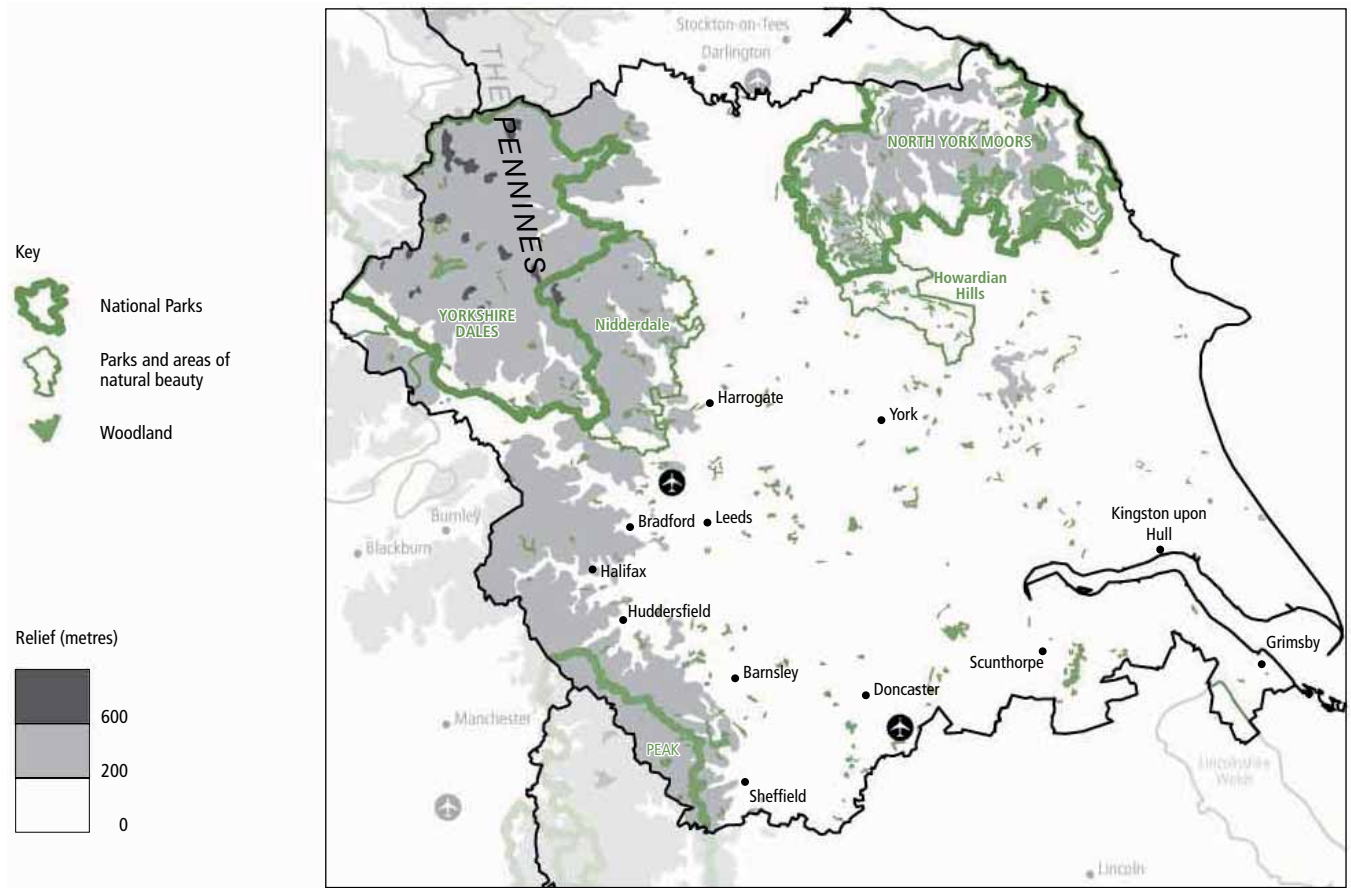 Key
National Parks
Parks and areas of
natural beauty
Woodland
Relief (metres)
600
200
0
Stockton-on-Tees
Darlington
THE
PENNINES
NORTH YORK MOORS
Howardian
Hills
YORKSHIRE
DALES
Nidderdale
Harrogate
York
Burnley
Blackburn
Bradford
Leeds
Kingston upon
Hull
Halifax
Huddersfield
Grimsby
Scunthorpe
Barnsley
Doncaster
Manchester
PEAK
Lincolnshire
Wolds
Sheffield
Lincoln